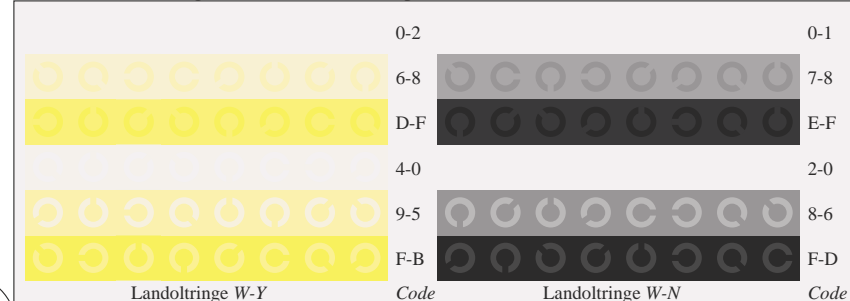 0-2 0-1
6-8 7-8
D-F E-F
4-0 2-0
9-5 8-6
F-B F-D
Landoltringe W-Y Code Landoltringe W-N Code